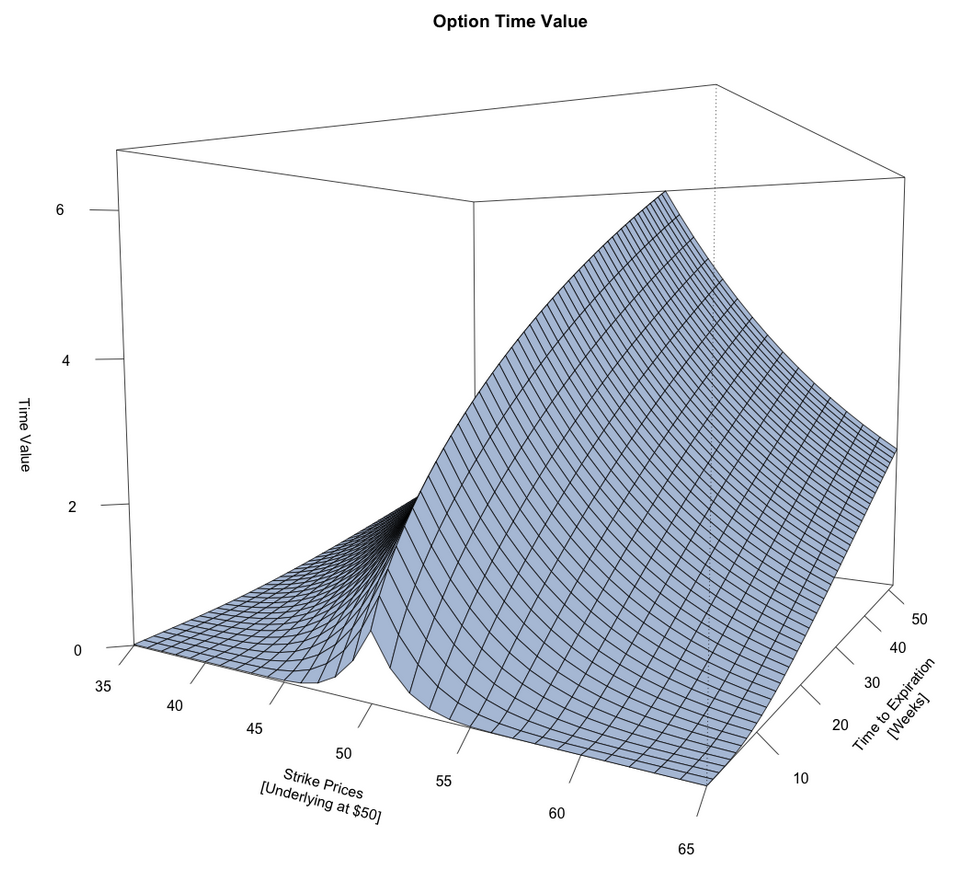 Option Time Value
6
4
2
0
Time Value
35
40
45
50
55
60
65
Strike Prices
[Underlying at $50]
10
20
30
40
50
Time to Expiration
[Weeks]